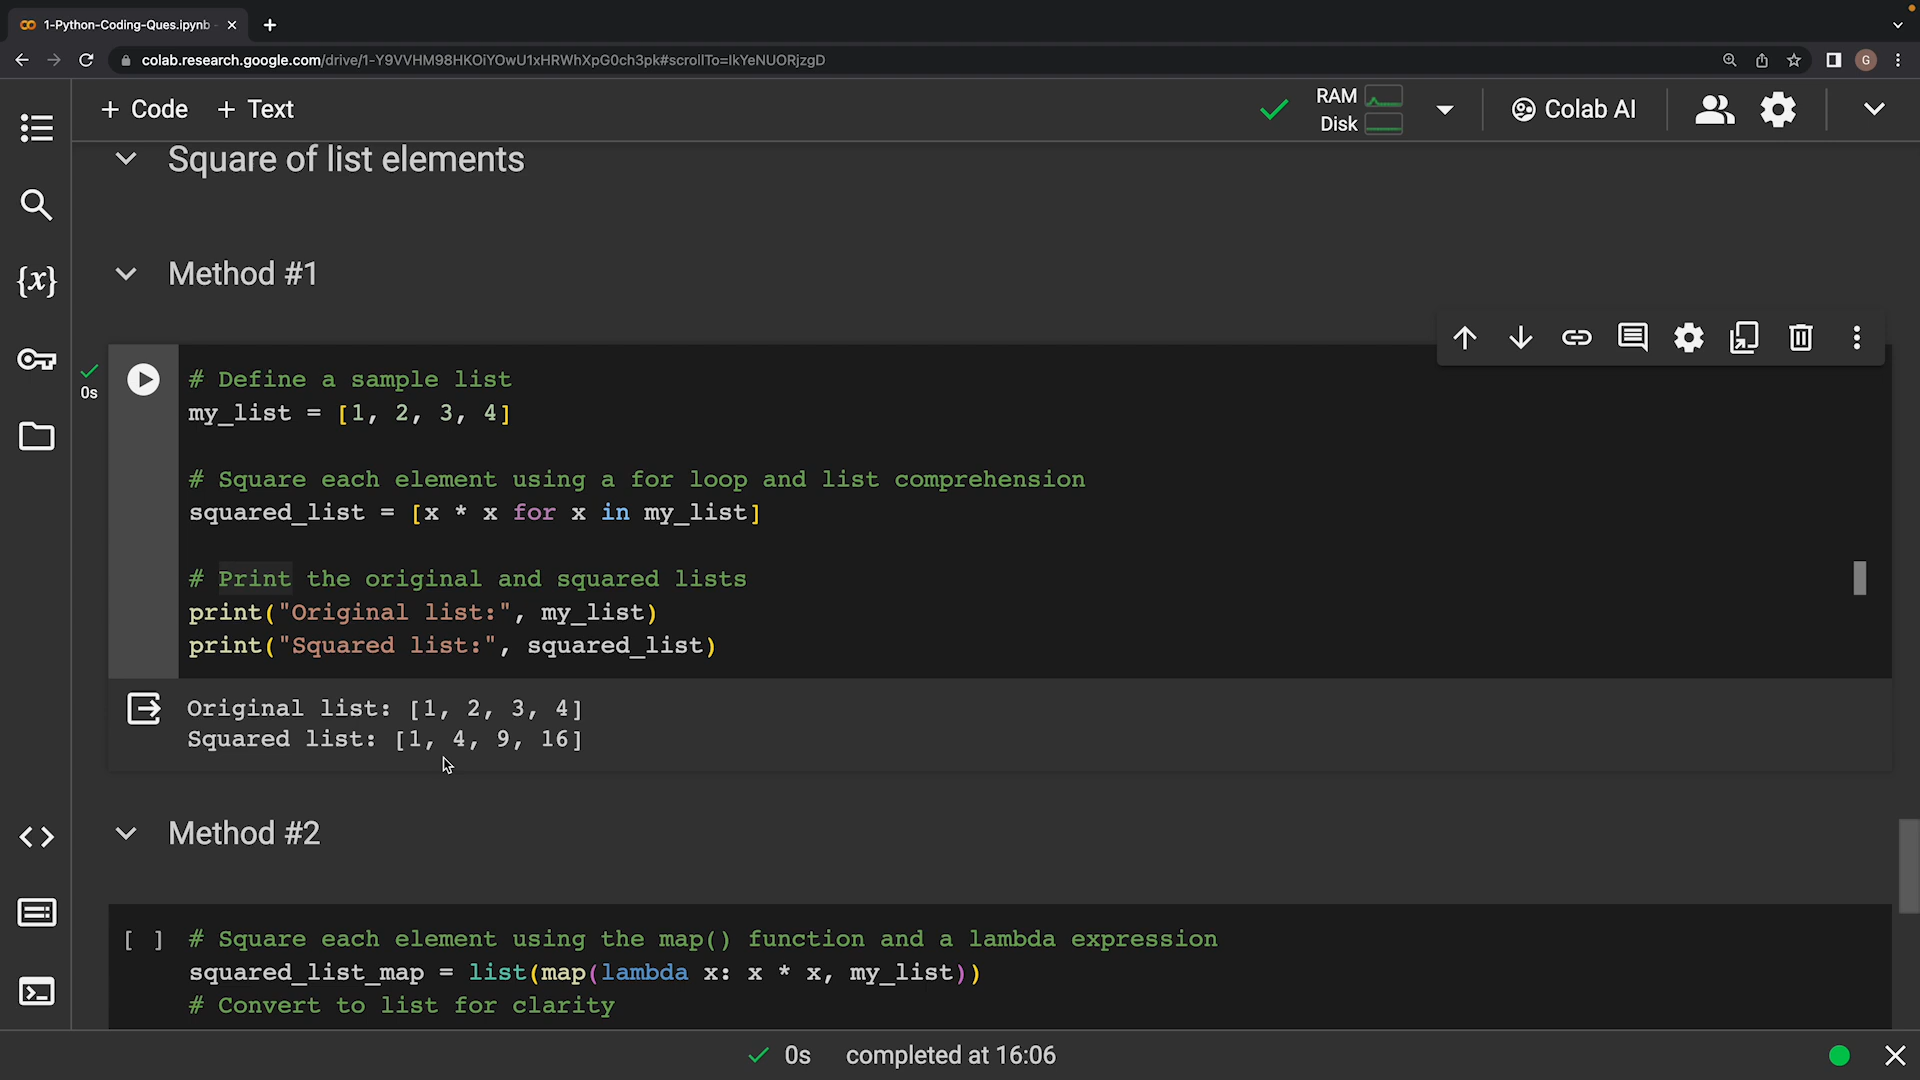 1-Python-Coding-Ques.ipynb
colab.research.google.com/drive/1-Y9VVHM98HKOiYOwU1xHRWhXpG0ch3pk#scrollTo=IkYeNUORjzgD
G
+ Code + Text
RAM
Disk
Colab AI
Square of list elements
Method #1
{x}
0s
# Define a sample list
my_list = [1, 2, 3, 4]
# Square each element using a for loop and list comprehension
squared_list = [x * x for x in my_list]
# Print the original and squared lists
print("Original list:", my_list)
print("Squared list:", squared_list)
Original list: [1, 2, 3, 4]
Squared list: [1, 4, 9, 16]
Method #2
[ ] # Square each element using the map() function and a lambda expression
squared_list_map = list(map(lambda x: x * x, my_list))
# Convert to list for clarity
0s completed at 16:06